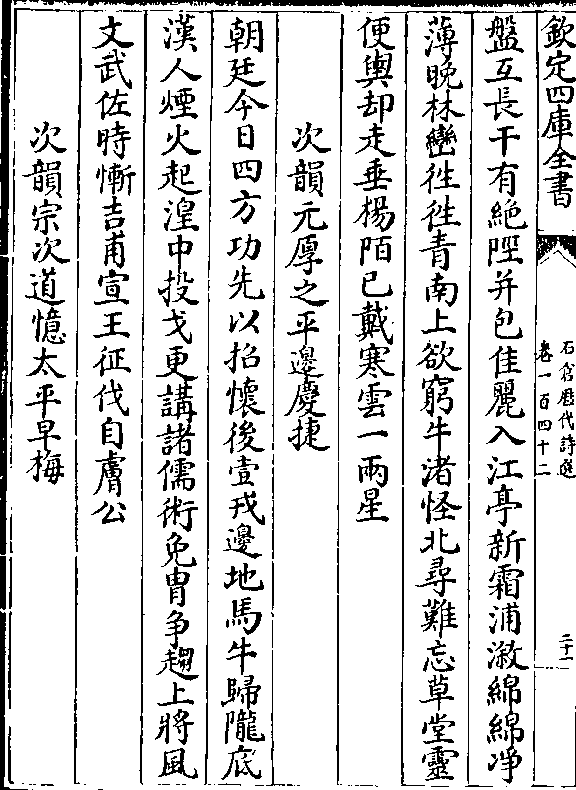 欽定四庫全書
石倉歷代詩選
卷一百四十二
二十一
盤互長干有絶陘并包佳麗入江亭新霜浦漵綿綿淨
薄晚林巒徃徃青南上欲窮牛渚怪北尋難忘草堂靈
便輿却走垂楊陌已戴寒雲一兩星
次韻元厚之平邊慶捷
朝廷今日四方功先以招懷後壹戎邊地馬牛歸隴底
漢人煙火起湟中投戈更講諸儒術免胄争趨上將風
文武佐時慚吉甫宣王征伐自膚公
次韻宗次道憶太平早梅